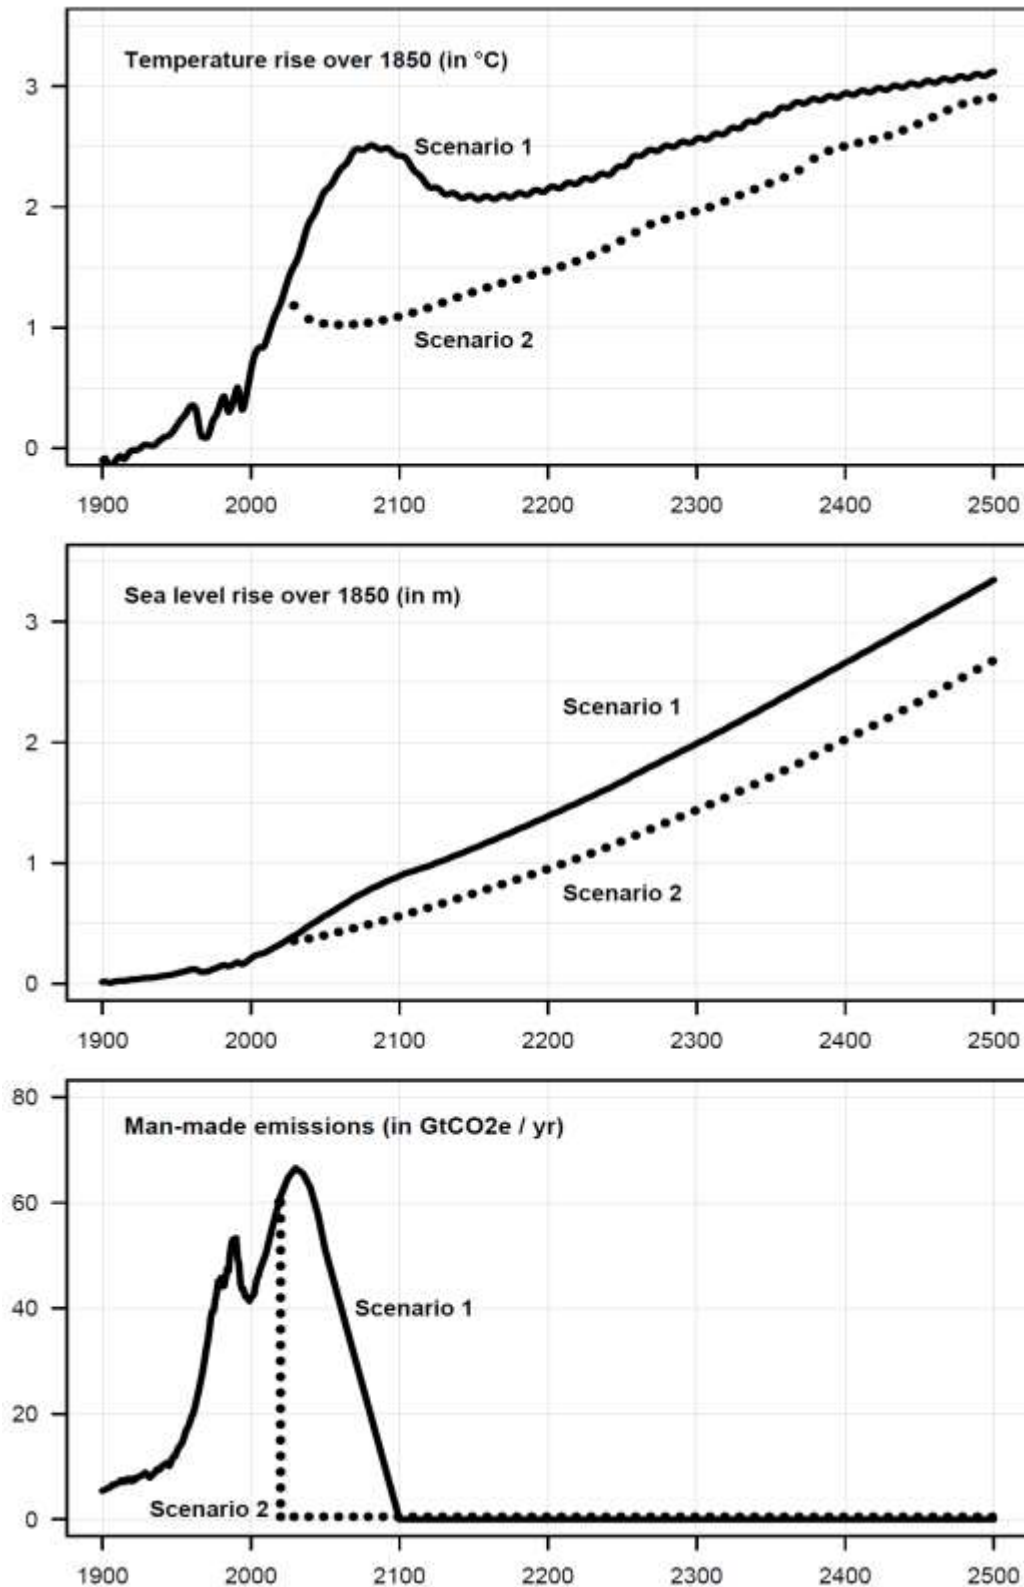 Temperature rise over 1850 (in °C)
3
Scenario 1
2
1
Scenario 2
0
1900 2000 2100 2200 2300 2400 2500
Sea level rise over 1850 (in m)
3
Scenario 1
2
1
Scenario 2
0
1900 2000 2100 2200 2300 2400 2500
80
Man-made emissions (in GtCO2e / yr)
60
40
Scenario 1
20
Scenario 2
0
1900 2000 2100 2200 2300 2400 2500